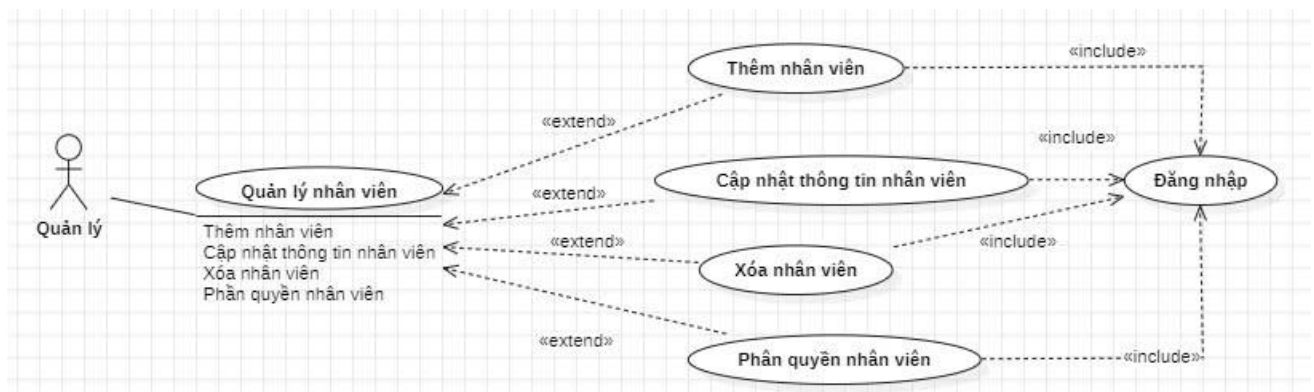 Thêm nhân viên
«include»
«extend»
«include»
Quản lý nhân viên
Cập nhật thông tin nhân viên
Đăng nhập
«extend»
Quản lý
Thêm nhân viên
Cập nhật thông tin nhân viên
Xóa nhân viên
Phần quyền nhân viên
«extend»
«include»
Xóa nhân viên
«extend»
Phân quyền nhân viên
«include»